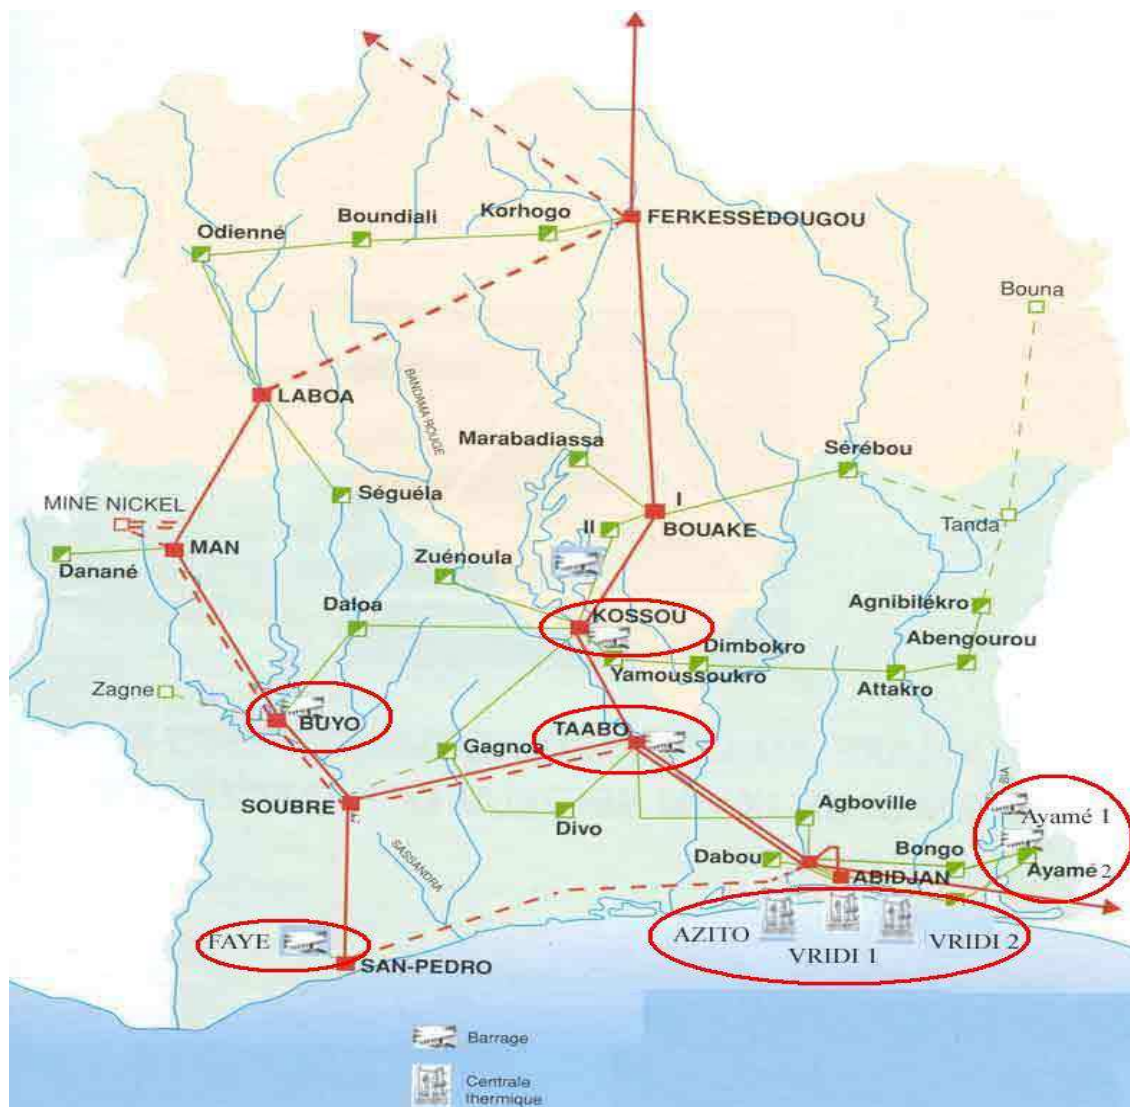 Odienné
Boundiali
Korhogo
FERKESSEDOUGOU
Bouna
LABOA
BANDAMA ROUGE
Marabadiassa
Sérébou
MINE NICKEL
Séguéla
I
II
BOUAKE
Tanda
MAN
Danané
Zuénoula
Daloa
KOSSOU
Agnibilékro
Abengourou
Dimbokro
Yamoussoukro
Attakro
Zagne
BUYO
TAABO
Gagnoa
BIA
SOUBRE
Divo
Agboville
Ayamé 1
SASSANDRA
Dabou
Bongo
ABIDJAN
Ayamé 2
FAYE
AZITO
VRIDI 1
VRIDI 2
SAN-PEDRO
Barrage
Centrale
thermique